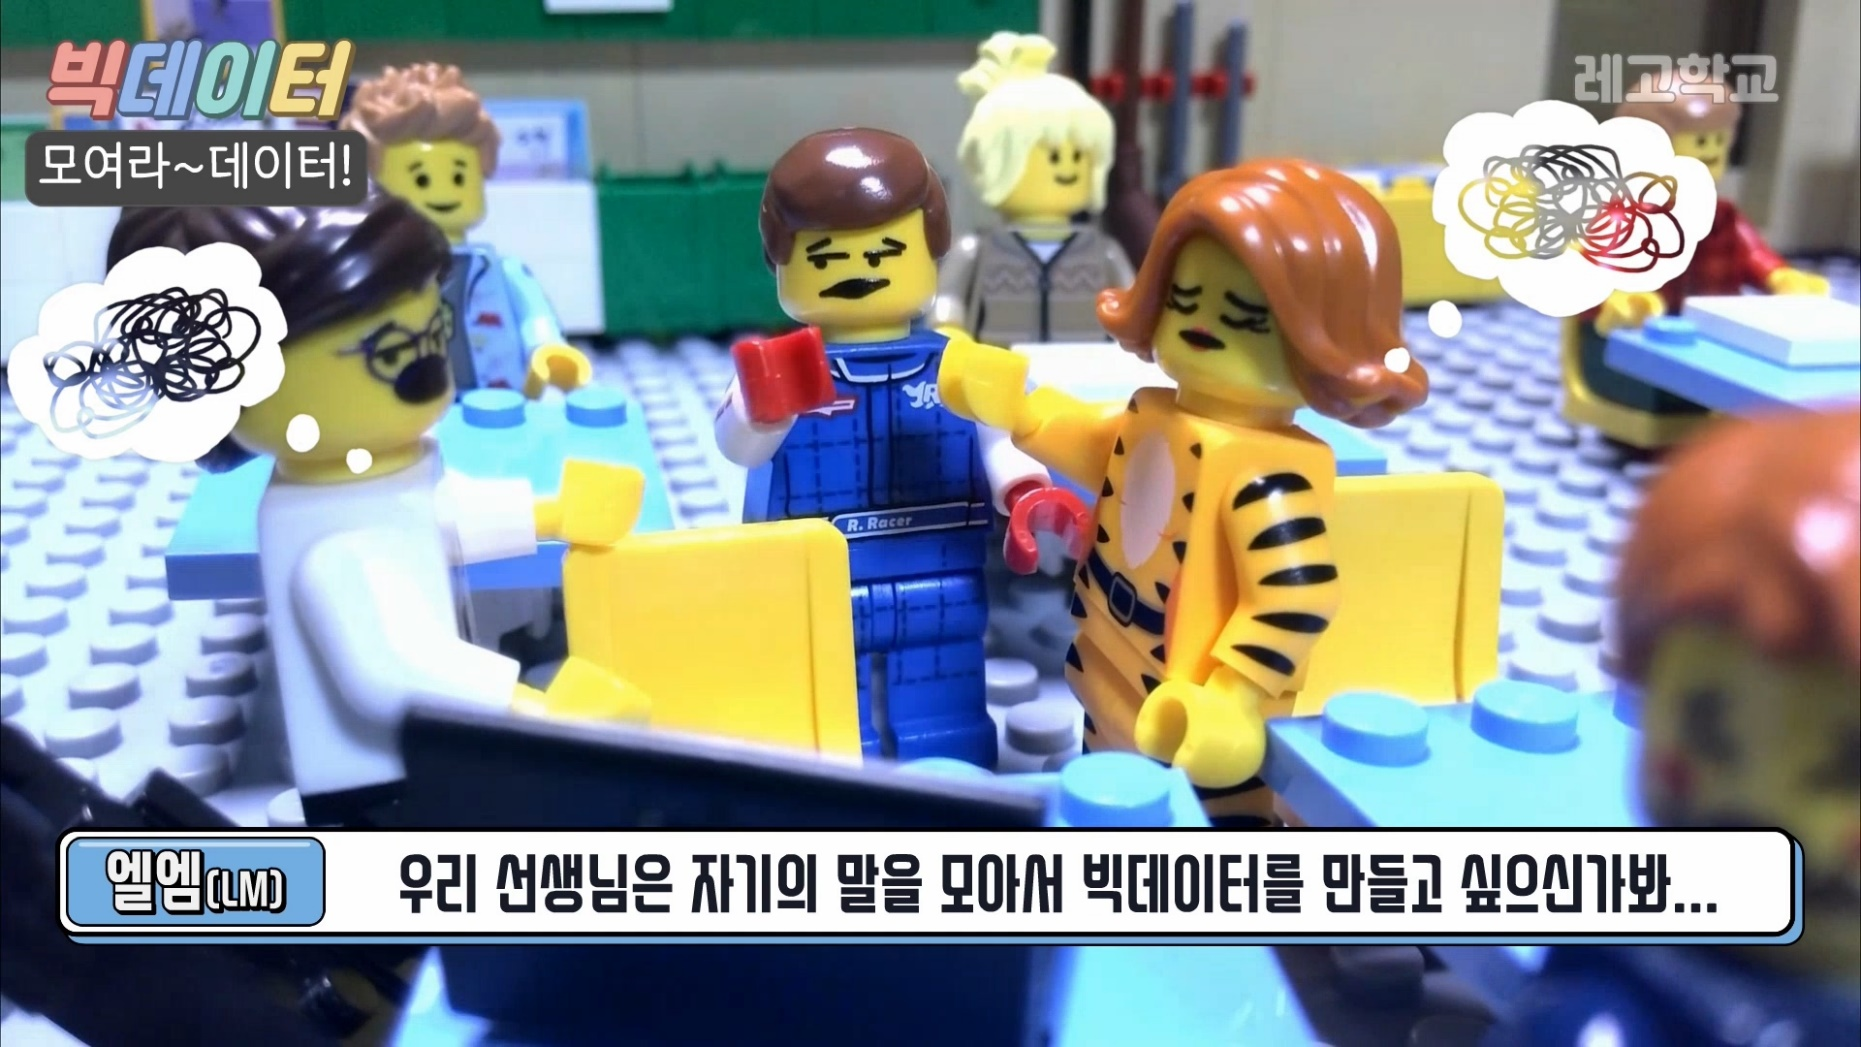 빅데이터
모여라~데이터!
레고학교
YR
R. Racer
엘엠(LM)
우리 선생님은 자기의 말을 모아서 빅데이터를 만들고 싶으신가봐...